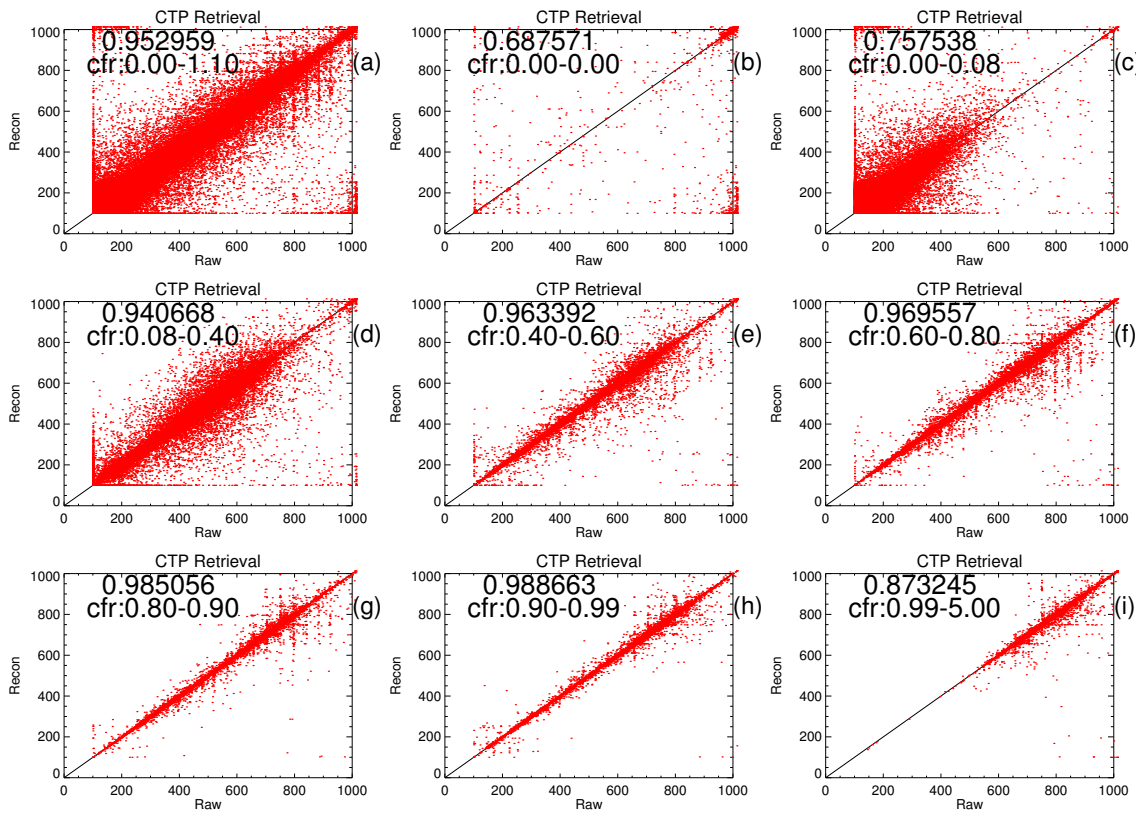 CTP Retrieval CTP Retrieval CTP Retrieval
1000 0.952959 1000 0.687571 1000 0.757538
cfr:0.00-1.10 (a) cfr:0.00-0.00 (b) cfr:0.00-0.08 (c)
800 800 800
600 600 600
Recon Recon Recon
400 400 400
200 200 200
0 0 0
0 200 400 600 800 1000 0 200 400 600 800 1000 0 200 400 600 800 1000
Raw Raw Raw
CTP Retrieval CTP Retrieval CTP Retrieval
1000 0.940668 1000 0.963392 1000 0.969557
cfr:0.08-0.40 (d) cfr:0.40-0.60 (e) cfr:0.60-0.80 (f)
800 800 800
600 600 600
Recon Recon Recon
400 400 400
200 200 200
0 0 0
0 200 400 600 800 1000 0 200 400 600 800 1000 0 200 400 600 800 1000
Raw Raw Raw
CTP Retrieval CTP Retrieval CTP Retrieval
1000 0.985056 1000 0.988663 1000 0.873245
cfr:0.80-0.90 (g) cfr:0.90-0.99 (h) cfr:0.99-5.00 (i)
800 800 800
600 600 600
Recon Recon Recon
400 400 400
200 200 200
0 0 0
0 200 400 600 800 1000 0 200 400 600 800 1000 0 200 400 600 800 1000
Raw Raw Raw